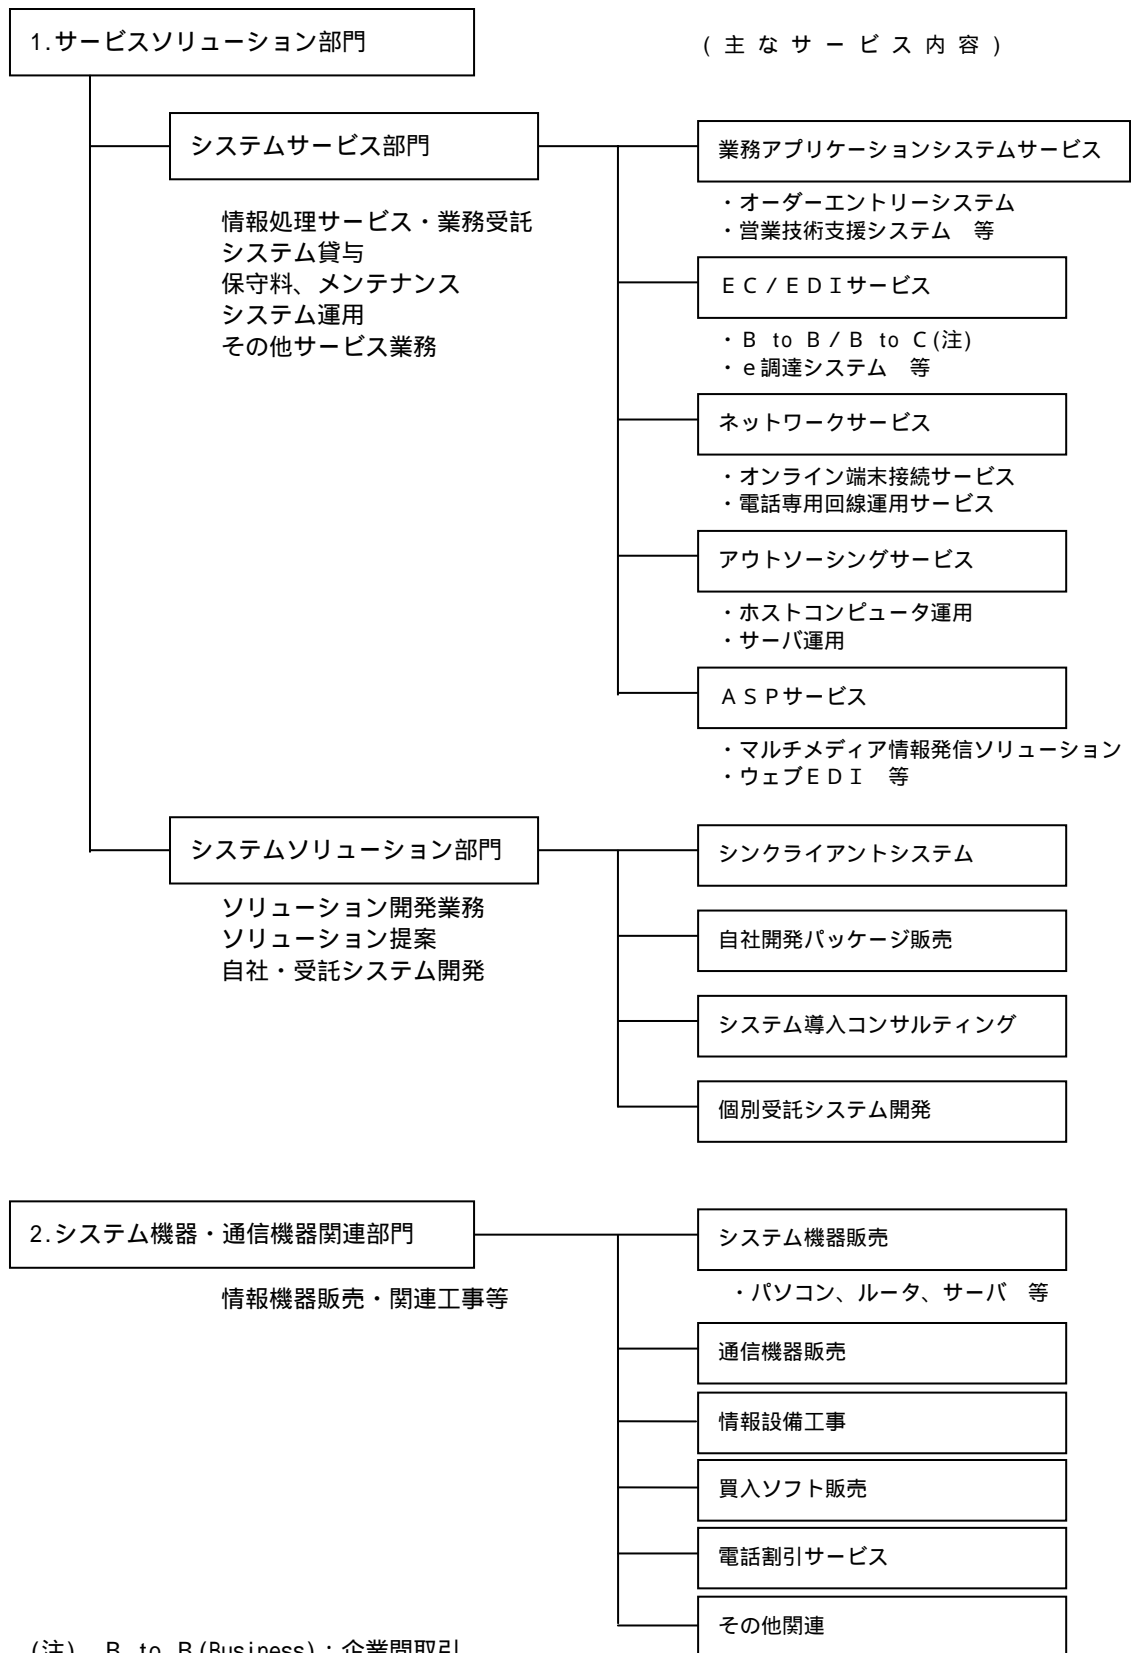 1.サービスソリューション部門
(主なサービス内容)
システムサービス部門
情報処理サービス・業務受託
システム貸与
保守料、メンテナンス
システム運用
その他サービス業務
業務アプリケーションシステムサービス
・オーダーエントリーシステム
・営業技術支援システム　等
ＥＣ/ＥＤＩサービス
・Ｂ to Ｂ/Ｂ to Ｃ(注)
・ｅ調達システム　等
ネットワークサービス
・オンライン端末接続サービス
・電話専用回線運用サービス
アウトソーシングサービス
・ホストコンピュータ運用
・サーバ運用
ＡＳＰサービス
・マルチメディア情報発信ソリューション
・ウェブＥＤＩ　等
システムソリューション部門
ソリューション開発業務
ソリューション提案
自社・受託システム開発
シンクライアントシステム
自社開発パッケージ販売
システム導入コンサルティング
個別受託システム開発
2.システム機器・通信機器関連部門
情報機器販売・関連工事等
システム機器販売
・パソコン、ルータ、サーバ　等
通信機器販売
情報設備工事
買入ソフト販売
電話割引サービス
その他関連
(注)　Ｂ to Ｂ(Business)：企業間取引